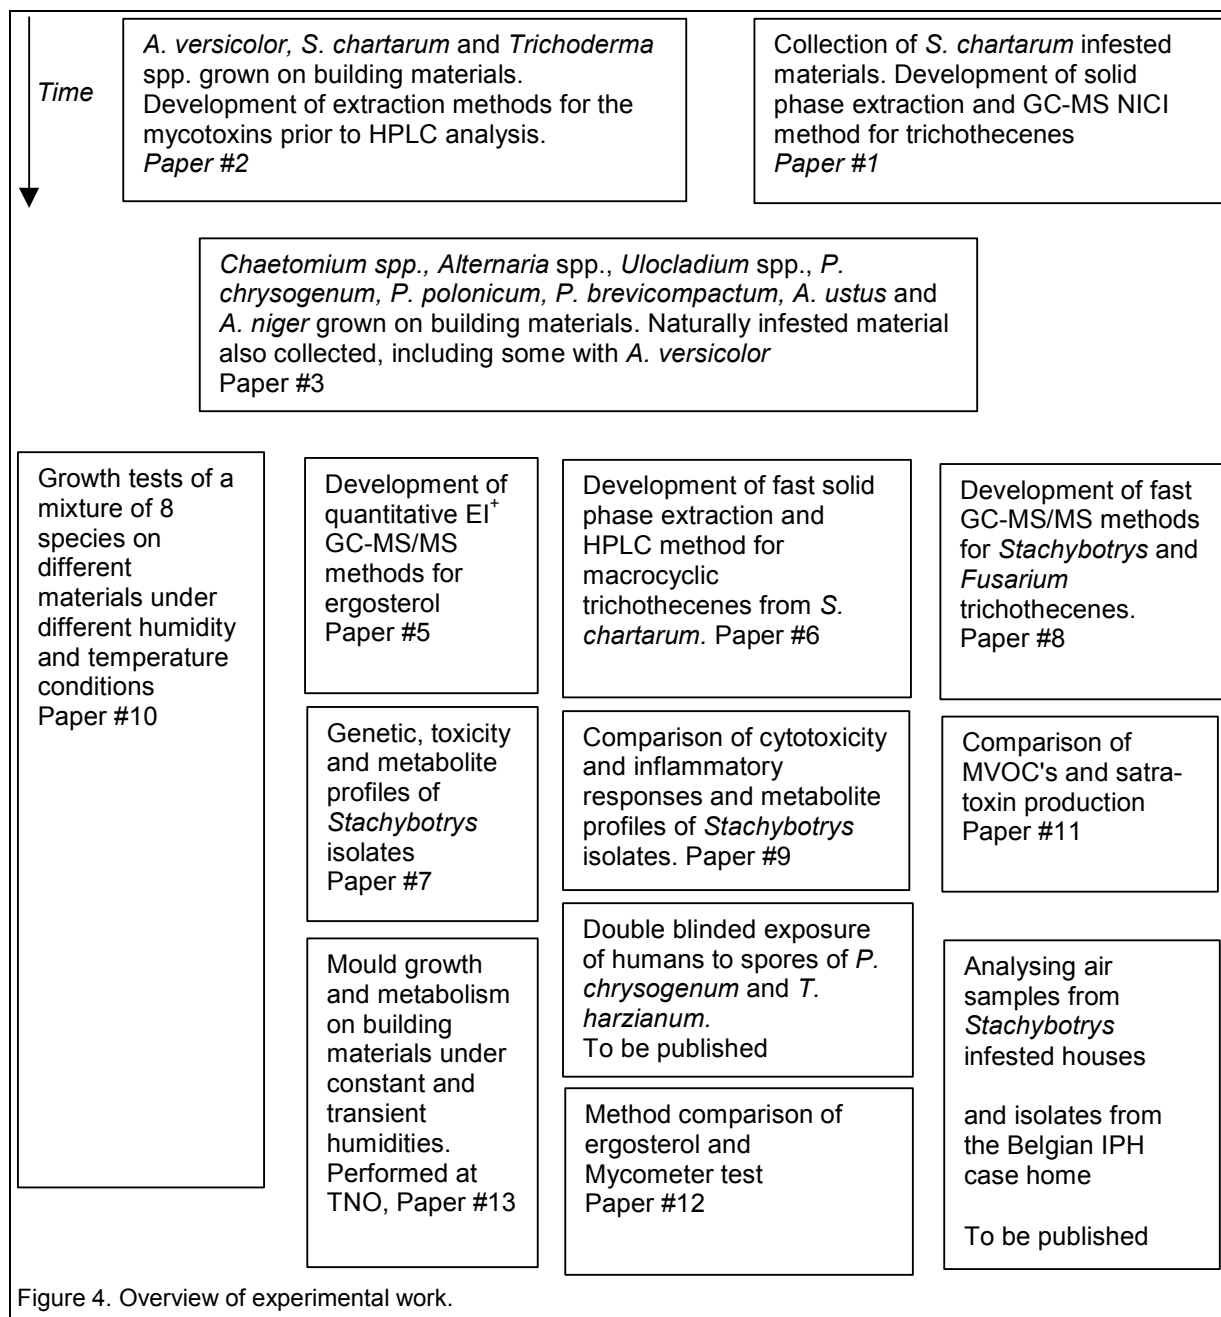 Time
A. versicolor, S. chartarum and Trichoderma
spp. grown on building materials.
Development of extraction methods for the
mycotoxins prior to HPLC analysis.
Paper #2
Collection of S. chartarum infested
materials. Development of solid
phase extraction and GC-MS NICI
method for trichothecenes
Paper #1
Chaetomium spp., Alternaria spp., Ulocladium spp., P.
chrysogenum, P. polonicum, P. brevicompactum, A. ustus and
A. niger grown on building materials. Naturally infested material
also collected, including some with A. versicolor
Paper #3
Growth tests of a
mixture of 8
species on
different
materials under
different humidity
and temperature
conditions
Paper #10
Development of
quantitative EI+
GC-MS/MS
methods for
ergosterol
Paper #5
Development of fast solid
phase extraction and
HPLC method for
macrocyclic
trichothecenes from S.
chartarum. Paper #6
Development of fast
GC-MS/MS methods
for Stachybotrys and
Fusarium
trichothecenes.
Paper #8
Genetic, toxicity
and metabolite
profiles of
Stachybotrys
isolates
Paper #7
Comparison of cytotoxicity
and inflammatory
responses and metabolite
profiles of Stachybotrys
isolates. Paper #9
Comparison of
MVOC's and satra-
toxin production
Paper #11
Mould growth
and metabolism
on building
materials under
constant and
transient
humidities.
Performed at
TNO, Paper #13
Double blinded exposure
of humans to spores of P.
chrysogenum and T.
harzianum.
To be published
Method comparison of
ergosterol and
Mycometer test
Paper #12
Analysing air
samples from
Stachybotrys
infested houses
and isolates from
the Belgian IPH
case home
To be published
Figure 4. Overview of experimental work.